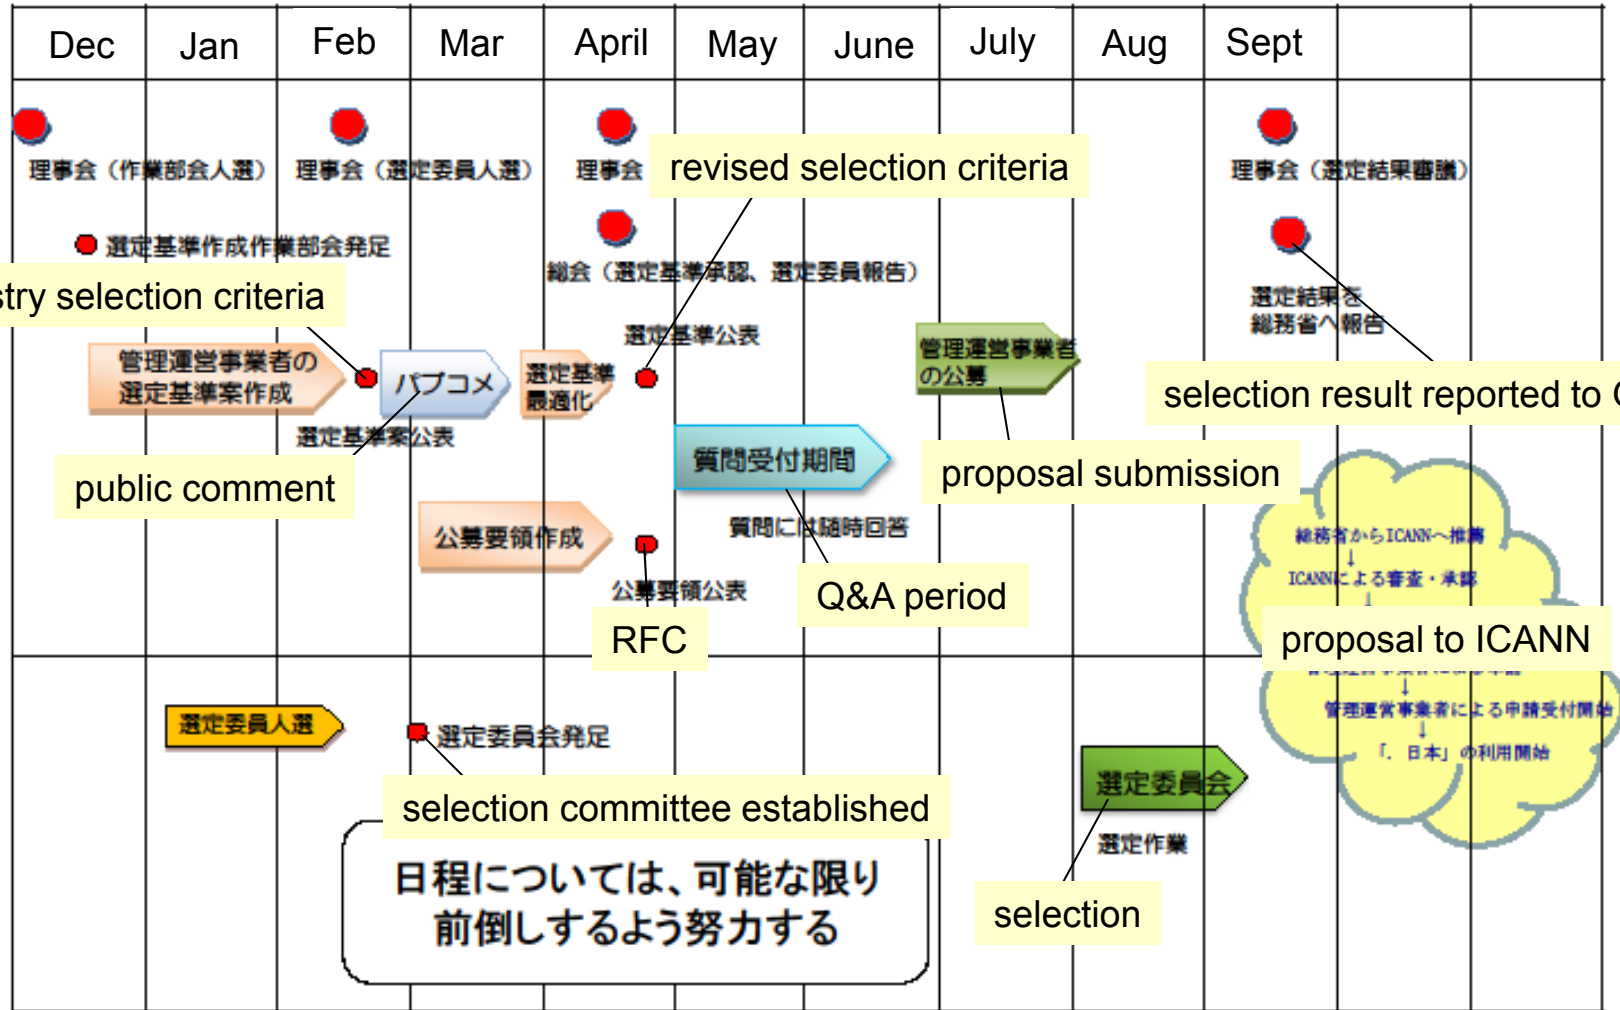 Dec Jan Feb Mar April May June July Aug Sept
理事会（作業部会人選） 理事会（選定委員人選） 理事会 理事会（選定結果審議）
revised selection criteria
選定基準作成作業部会発足
総会（選定基準承認、選定委員報告）
選定結果を
総務省へ報告
selection criteria
選定基準公表
管理運営事業者の
選定基準案作成
パブコメ
選定基準
最適化
管理運営事業者
の公募
selection result reported to
選定基準案公表
public comment
質問受付期間
proposal submission
質問には随時回答
公募要領作成
公募要領公表
RFC
Q&A period
総務省からICANNへ推薦
↓
ICANNによる審査・承認
↓
proposal to ICANN
↓
管理運営事業者による申請受付開始
↓
「．日本」の利用開始
選定委員人選
選定委員会発足
selection committee established
選定委員会
選定作業
selection
日程については、可能な限り
前倒しするよう努力する